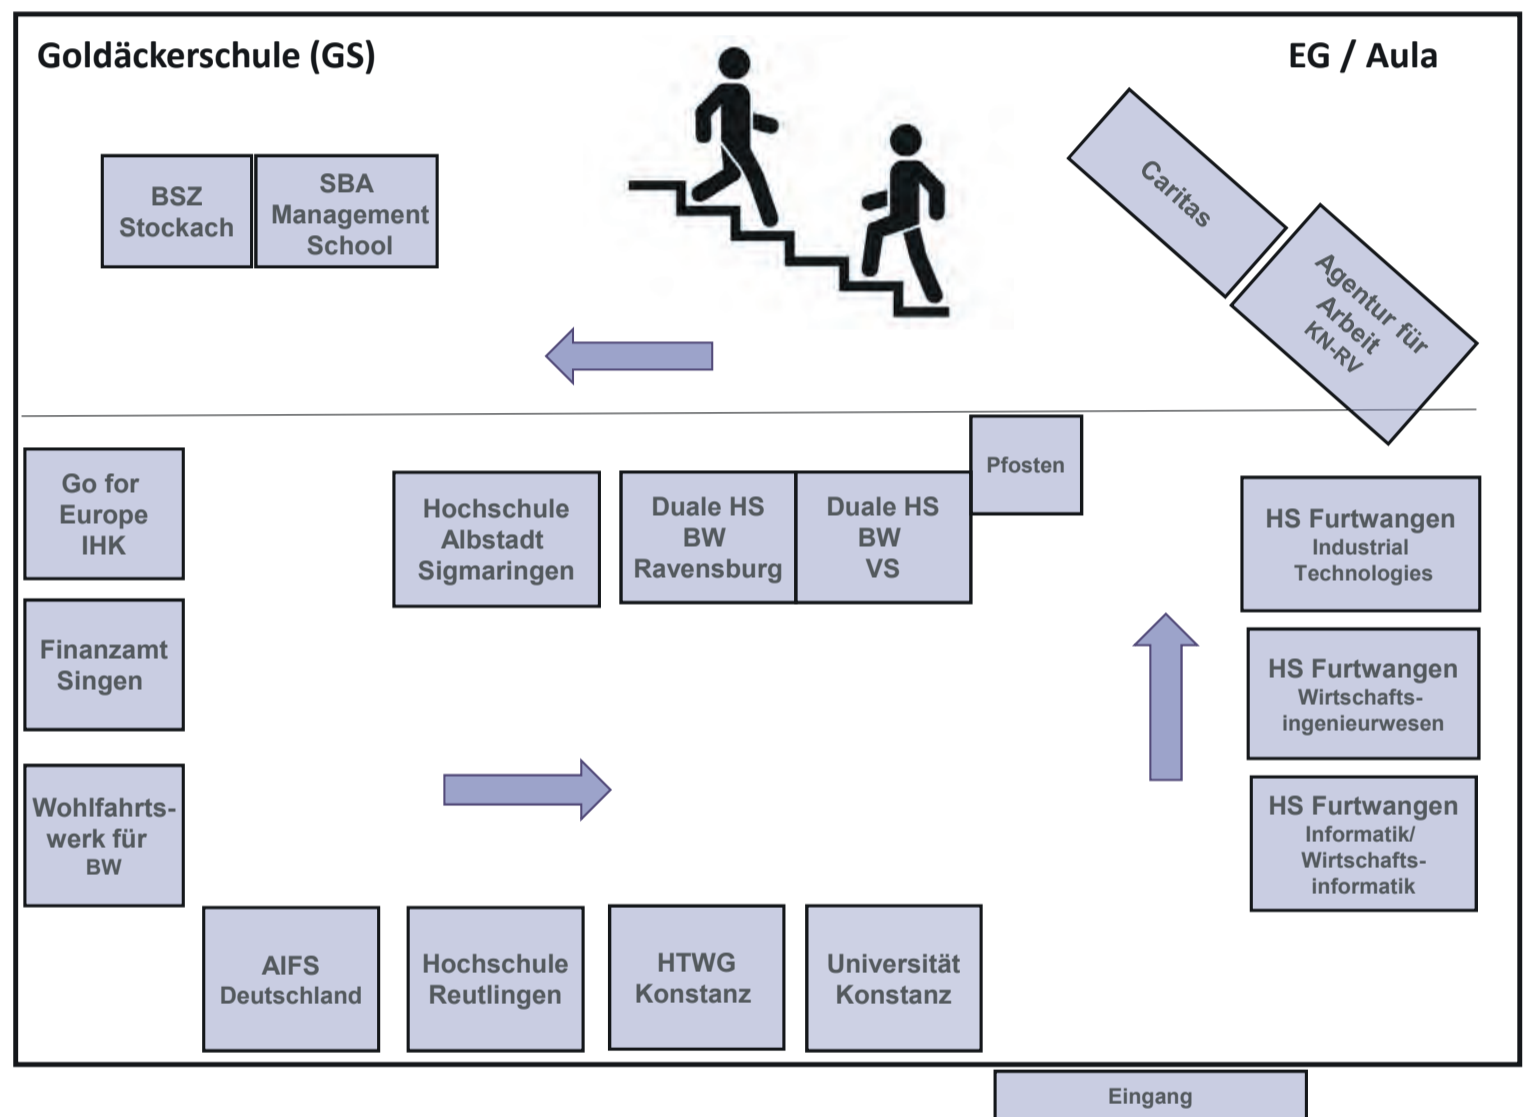 Goldäckerschule (GS)
EG / Aula
BSZ
Stockach
SBA
Management
School
Caritas
Agentur für
Arbeit
KN-RV
Go for
Europe
IHK
Hochschule
Albstadt
Sigmaringen
Duale HS
BW
Ravensburg
Duale HS
BW
VS
Pfosten
HS Furtwangen
Industrial
Technologies
Finanzamt
Singen
HS Furtwangen
Wirtschafts-
ingenieurwesen
Wohlfahrts-
werk für
BW
HS Furtwangen
Informatik/
Wirtschafts-
informatik
AIFS
Deutschland
Hochschule
Reutlingen
HTWG
Konstanz
Universität
Konstanz
Eingang